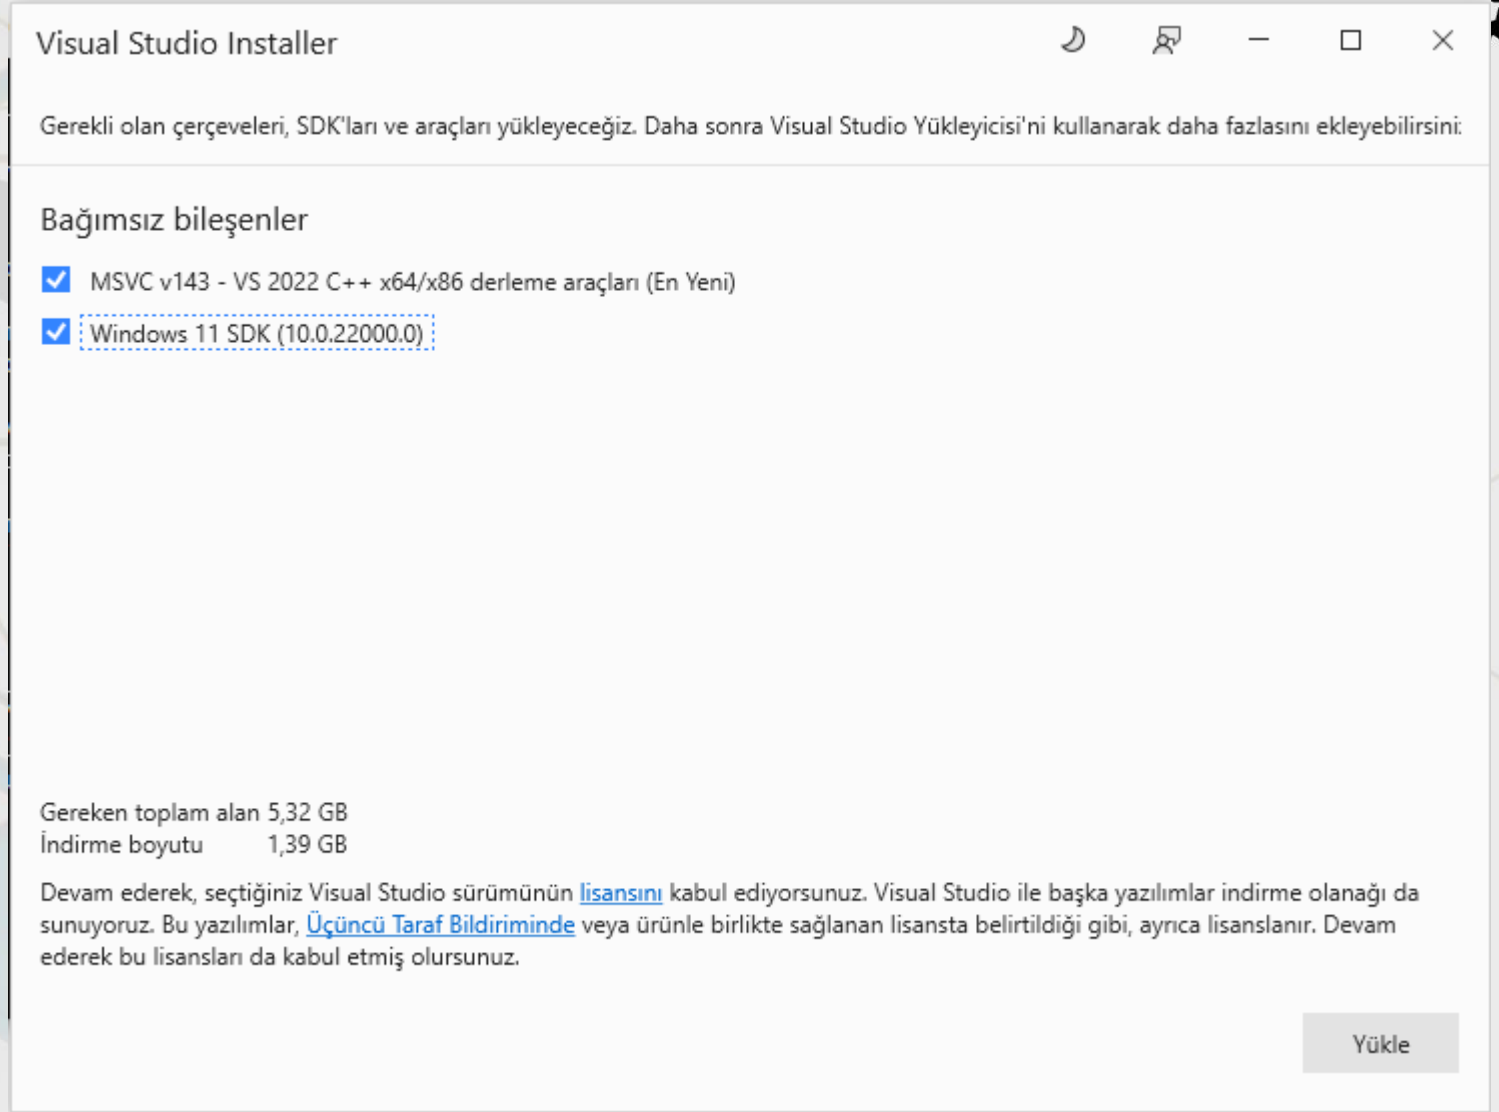 Visual Studio Installer
Gerekli olan çerçeveleri, SDK'ları ve araçları yükleyeceğiz. Daha sonra Visual Studio Yükleyicisi'ni kullanarak daha fazlasını
Bağımsız bileşenler
MSVC v143 - VS 2022 C++ x64/x86 derleme araçları (En Yeni)
Windows 11 SDK (10.0.22000.0)
Gereken toplam alan 5,32 GB
İndirme boyutu 1,39 GB
Devam ederek, seçtiğiniz Visual Studio sürümünün lisansını kabul ediyorsunuz. Visual Studio ile başka yazılımlar indirme olanağı da
sunuyoruz. Bu yazılımlar, Üçüncü Taraf Bildiriminde veya ürünle birlikte sağlanan lisansta belirtildiği gibi, ayrıca lisanslanır. Devam
ederek bu lisansları da kabul etmiş olursunuz.
Yükle